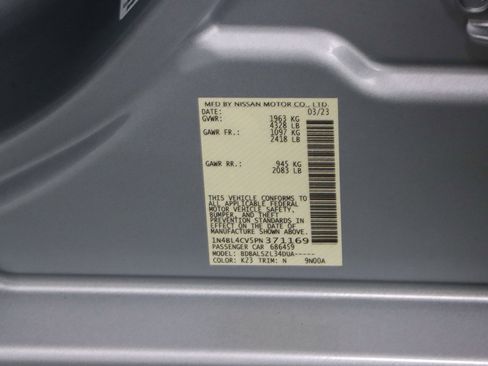 MFD BY NISSAN MOTOR CO., LTD.
DATE: 03/23
GVWR: 1963 KG
4328 LB
GAWR FR.: 1097 KG
2418 LB
GAWR RR.: 945 KG
2083 LB
THIS VEHICLE CONFORMS TO
ALL APPLICABLE FEDERAL
MOTOR VEHICLE SAFETY,
BUMPER, AND THEFT
PREVENTION STANDARDS IN
EFFECT ON THE DATE OF
MANUFACTURE SHOWN ABOVE.
1N4BL4CV5PN371169
PASSENGER CAR 686459
MODEL: BDBALSZL34DUA-----
COLOR: KZ3 TRIM: N 9N00A